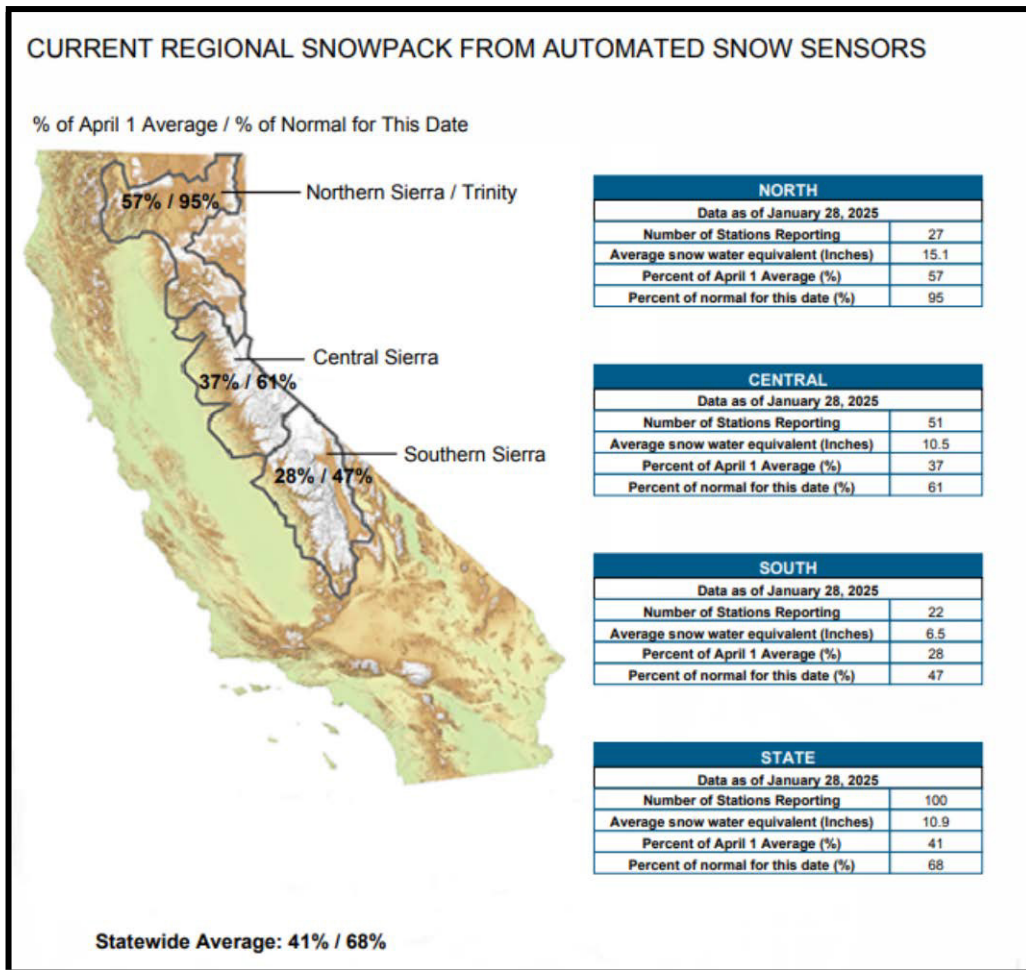 CURRENT REGIONAL SNOWPACK FROM AUTOMATED SNOW SENSORS
% of April 1 Average / % of Normal for This Date
57% / 95%
Northern Sierra / Trinity
Central Sierra
37% / 61%
Southern Sierra
28% / 47%
NORTH
Data as of January 28, 2025
Number of Stations Reporting 27
Average snow water equivalent (Inches) 15.1
Percent of April 1 Average (%) 57
Percent of normal for this date (%) 95
CENTRAL
Data as of January 28, 2025
Number of Stations Reporting 51
Average snow water equivalent (Inches) 10.5
Percent of April 1 Average (%) 37
Percent of normal for this date (%) 61
SOUTH
Data as of January 28, 2025
Number of Stations Reporting 22
Average snow water equivalent (Inches) 6.5
Percent of April 1 Average (%) 28
Percent of normal for this date (%) 47
STATE
Data as of January 28, 2025
Number of Stations Reporting 100
Average snow water equivalent (Inches) 10.9
Percent of April 1 Average (%) 41
Percent of normal for this date (%) 68
Statewide Average: 41% / 68%